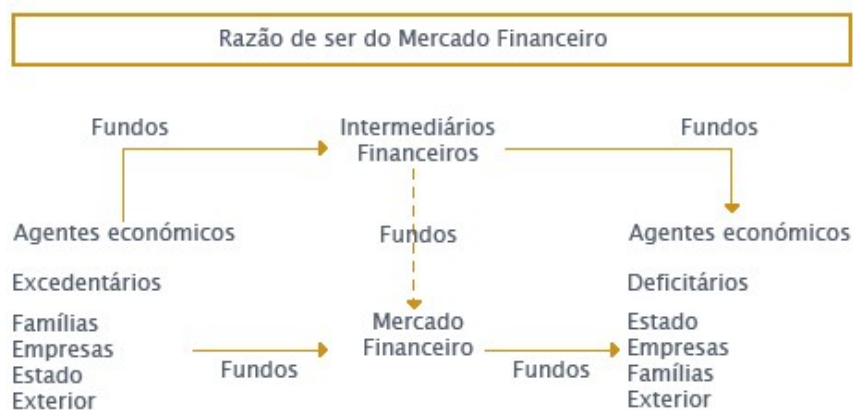 Razão de ser do Mercado Financeiro
Fundos
Intermediários
Financeiros
Fundos
Agentes económicos
Fundos
Agentes económicos
Excedentários
Deficitários
Famílias
Empresas
Estado
Exterior
Fundos
Mercado
Financeiro
Fundos
Estado
Empresas
Famílias
Exterior